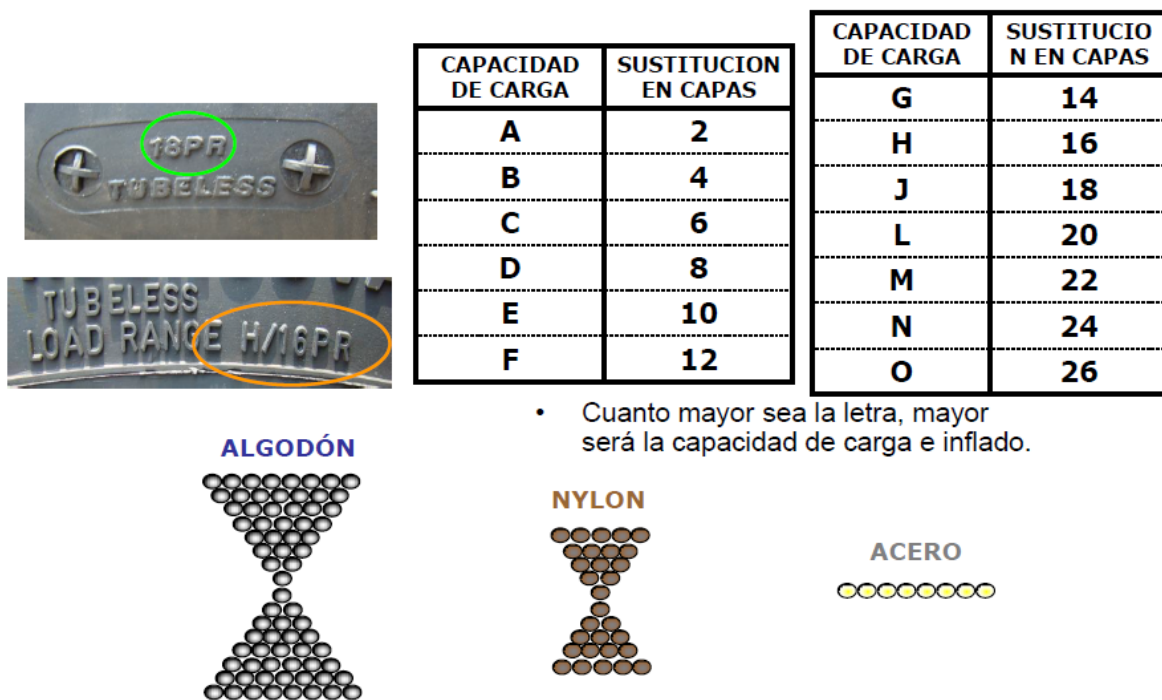 18PR
TUBELESS
TUBELESS
LOAD RANGE H/16PR
CAPACIDAD DE CARGA SUSTITUCION EN CAPAS
A 2
B 4
C 6
D 8
E 10
F 12
CAPACIDAD DE CARGA SUSTITUCIO N EN CAPAS
G 14
H 16
J 18
L 20
M 22
N 24
O 26
• Cuanto mayor sea la letra, mayor
será la capacidad de carga e inflado.
ALGODÓN
NYLON
ACERO